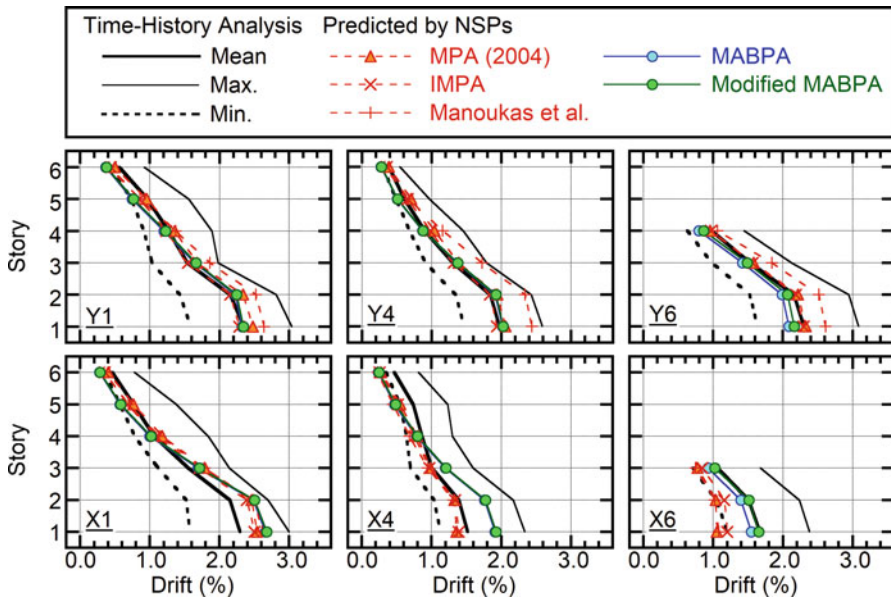 Time-History Analysis Predicted by NSPs
Mean MPA (2004) MABPA
Max. IMPA Modified MABPA
Min. Manoukas et al.
Story
6
5
4
3
2
1
Y1 Y4 Y6
Story
6
5
4
3
2
1
X1 X4 X6
0.0 1.0 2.0 3.0 0.0 1.0 2.0 3.0 0.0 1.0 2.0 3.0
Drift (%) Drift (%) Drift (%)